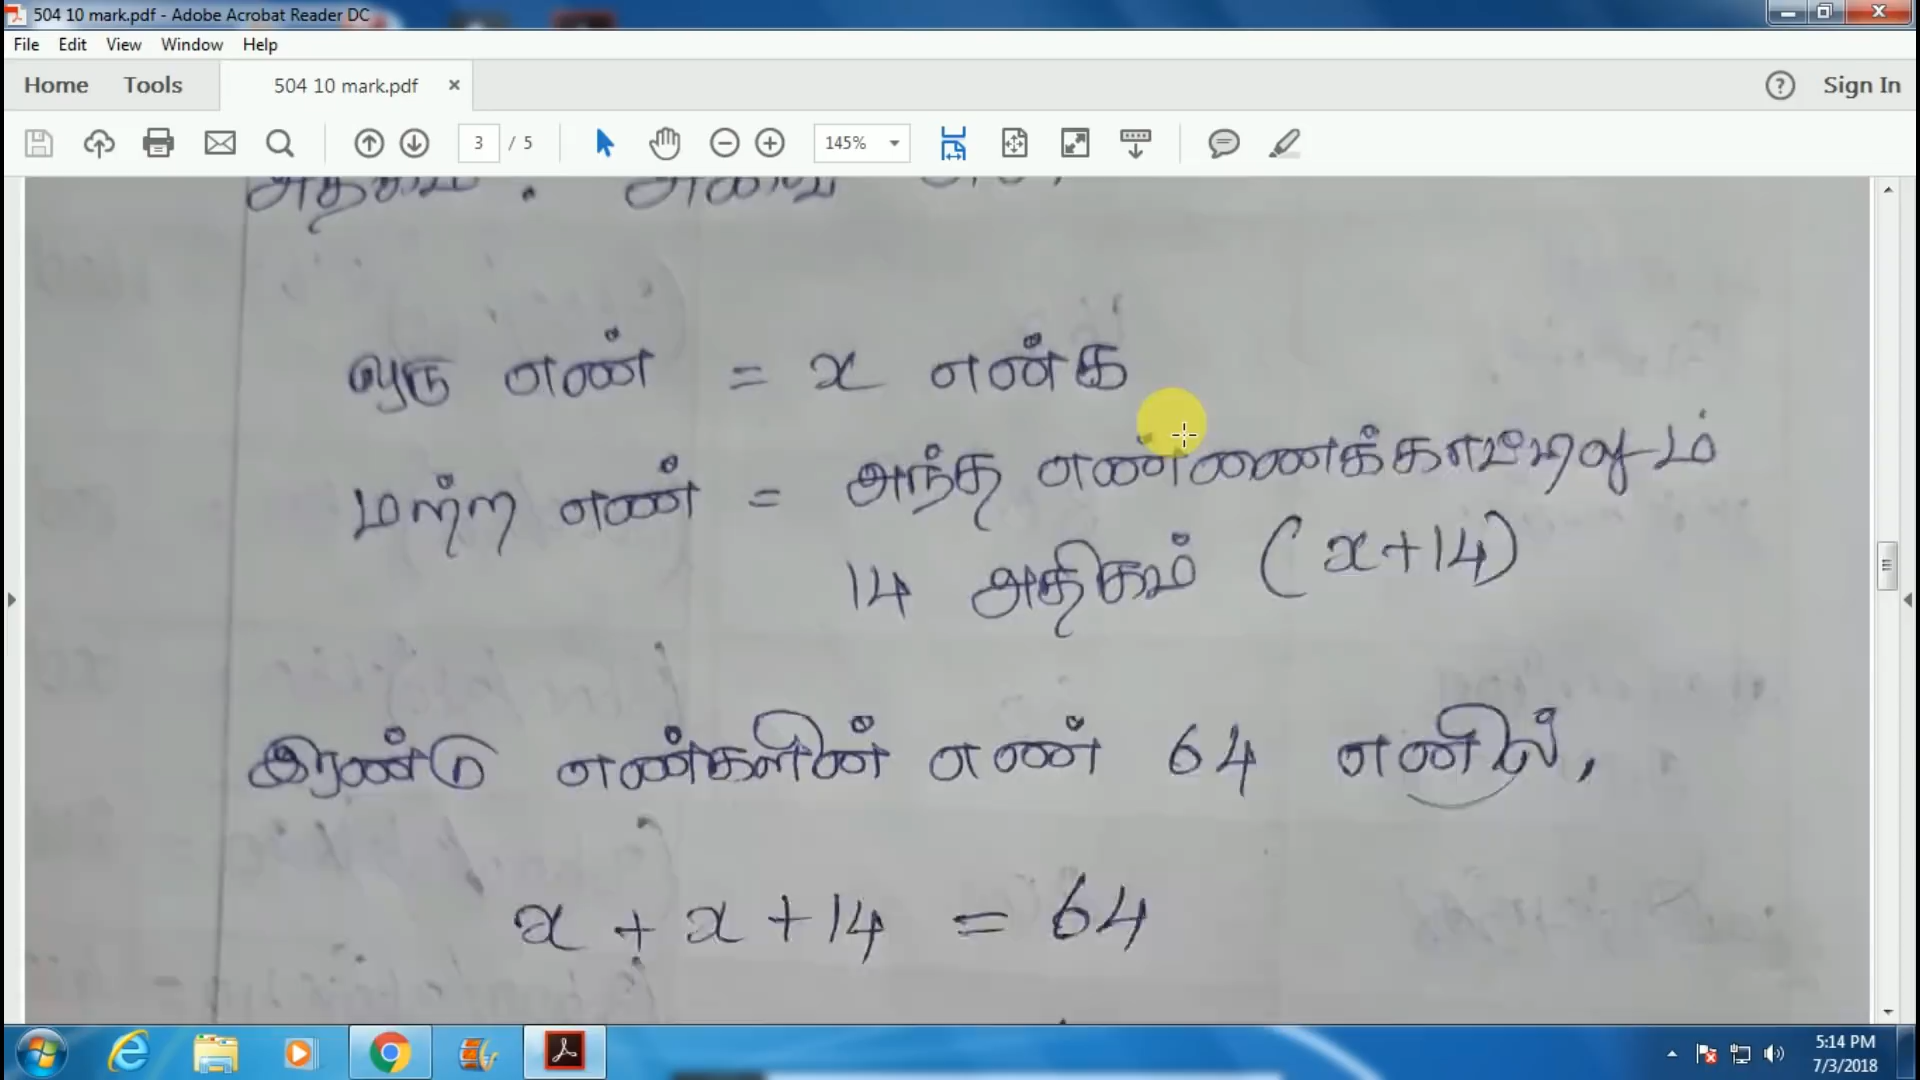 504 10 mark.pdf - Adobe Acrobat Reader DC
File Edit View Window Help
Home Tools 504 10 mark.pdf × Sign In
3 / 5 145%
ஒரு எண் = x எண்க
மற்ற எண் = அந்த எண்ணைக்காட்டிலும்
14 அதிகம் (x+14)
இரண்டு எண்களின் எண் 64 எனில்,
x + x + 14 = 64
5:14 PM
7/3/2018